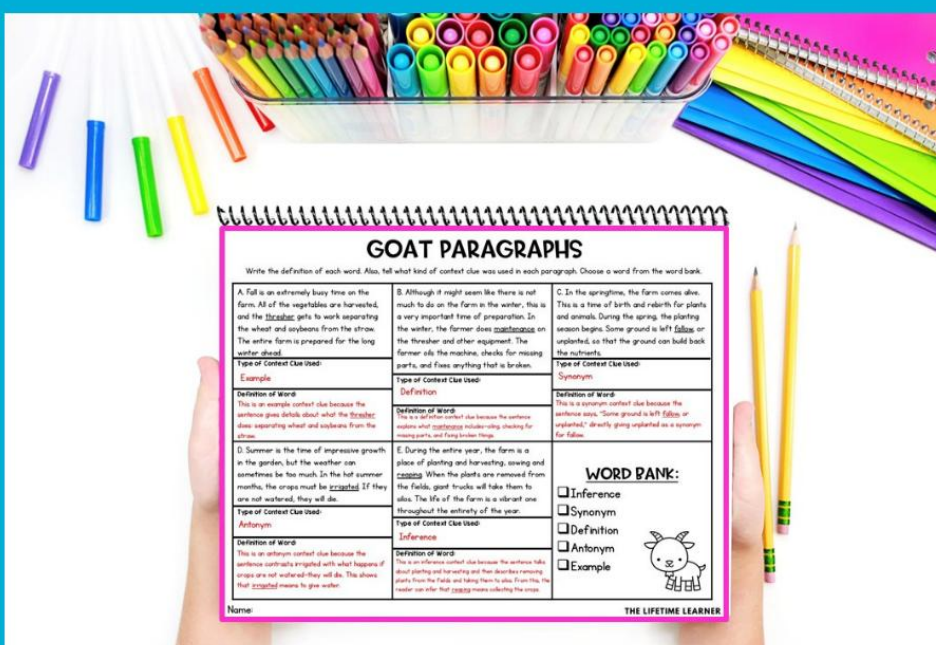 GOAT PARAGRAPHS
Write the definition of each word. Also, tell what kind of context clue was used in each paragraph. Choose a word from the word bank.
A. Fall is an extremely busy time on the
farm. All of the vegetables are harvested,
and the thresher gets to work separating
the wheat and soybeans from the straw.
The entire farm is prepared for the long
winter ahead.
Type of Context Clue Used:
Example
Definition of Word:
This is an example context clue because the
sentence gives details about what the thresher
does: separating wheat and soybeans from the
straw.
B. Although it might seem like there is not
much to do on the farm in the winter, this is
a very important time of preparation. In
the winter, the farmer does maintenance on
the thresher and other equipment. The
farmer oils the machine, checks for missing
parts, and fixes anything that is broken.
Type of Context Clue Used:
Definition
Definition of Word:
This is a definition context clue because the sentence
explains what maintenance includes-oiling, checking for
missing parts, and fixing broken things.
C. In the springtime, the farm comes alive.
This is a time of birth and rebirth for plants
and animals. During the spring, the planting
season begins. Some ground is left fallow, or
unplanted, so that the ground can build back
the nutrients.
Type of Context Clue Used:
Synonym
Definition of Word:
This is a synonym context clue because the
sentence says, "Some ground is left fallow, or
unplanted," directly giving unplanted as a synonym
for fallow.
D. Summer is the time of impressive growth
in the garden, but the weather can
sometimes be too much. In the hot summer
months, the crops must be irrigated. If they
are not watered, they will die.
Type of Context Clue Used:
Antonym
Definition of Word:
This is an antonym context clue because the
sentence contrasts irrigated with what happens if
crops are not watered-they will die. This shows
that irrigated means to give water.
E. During the entire year, the farm is a
place of planting and harvesting, sowing and
reaping. When the plants are removed from
the fields, giant trucks will take them to
silos. The life of the farm is a vibrant one
throughout the entirety of the year.
Type of Context Clue Used:
Inference
Definition of Word:
This is an inference context clue because the sentence talks
about planting and harvesting and then describes removing
plants from the fields and taking them to silos. From this, the
reader can infer that reaping means collecting the crops.
WORD BANK:
Inference
Synonym
Definition
Antonym
Example
Name:
THE LIFETIME LEARNER